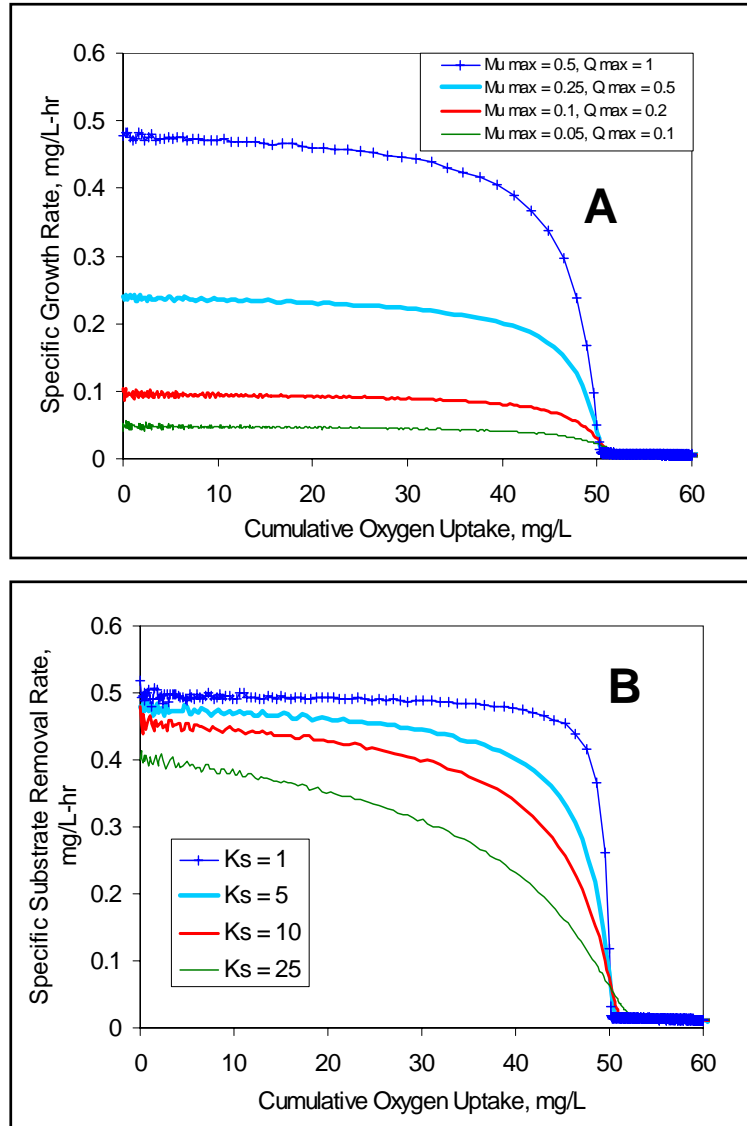 0.6
Mu max = 0.5, Q max = 1
Mu max = 0.25, Q max = 0.5
Mu max = 0.1, Q max = 0.2
Mu max = 0.05, Q max = 0.1
0.5
A
0.4
0.3
0.2
0.1
0
Specific Growth Rate, mg/L-hr
0 10 20 30 40 50 60
Cumulative Oxygen Uptake, mg/L
0.6
B
0.5
0.4
0.3
0.2
0.1
0
Specific Substrate Removal Rate,
mg/L-hr
Ks = 1
Ks = 5
Ks = 10
Ks = 25
0 10 20 30 40 50 60
Cumulative Oxygen Uptake, mg/L